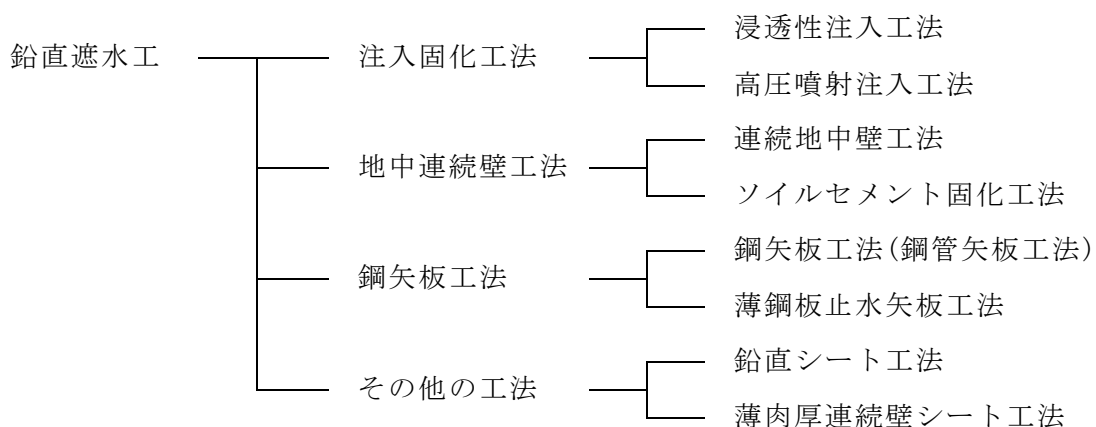 鉛直遮水工
注入固化工法
浸透性注入工法
高圧噴射注入工法
地中連続壁工法
連続地中壁工法
ソイルセメント固化工法
鋼矢板工法
鋼矢板工法(鋼管矢板工法)
薄鋼板止水矢板工法
その他の工法
鉛直シート工法
薄肉厚連続壁シート工法